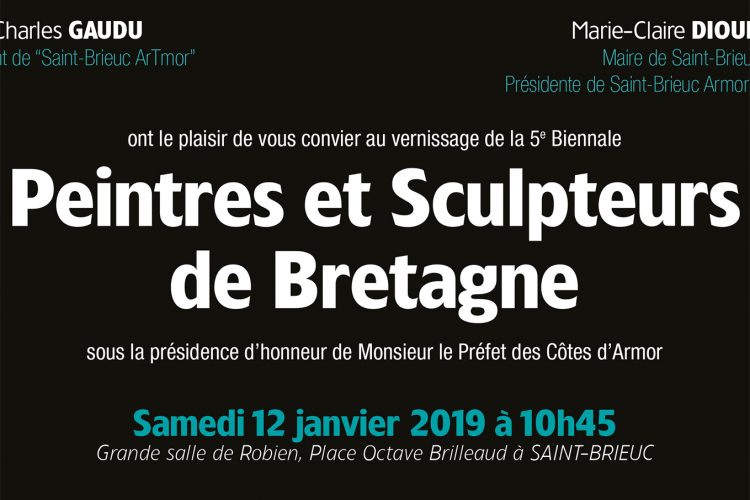 Charles GAUDU
t de “Saint-Brieuc ArTmor”
Marie-Claire DIOU
Maire de Saint-Brieu
Présidente de Saint-Brieuc Armor
ont le plaisir de vous convier au vernissage de la 5e Biennale
Peintres et Sculpteurs
de Bretagne
sous la présidence d’honneur de Monsieur le Préfet des Côtes d’Armor
Samedi 12 janvier 2019 à 10h45
Grande salle de Robien, Place Octave Brilleaud à SAINT-BRIEUC